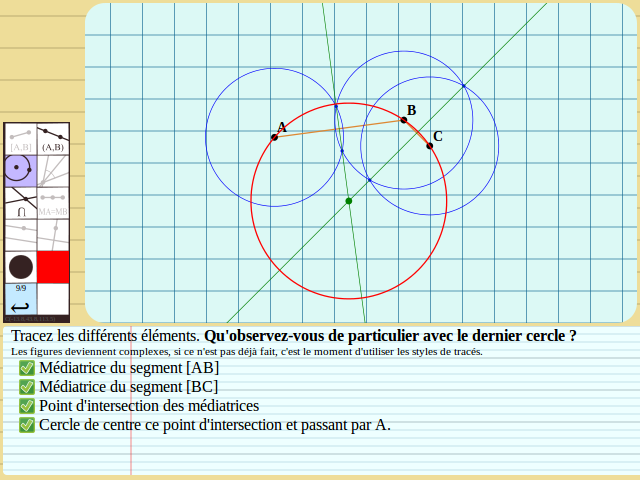 A
B
C
[A,B]
(A,B)
∩
MA=MB
9/9
Tracez les différents éléments. Qu'observez-vous de particulier avec le dernier cercle ?
Les figures deviennent complexes, si ce n'est pas déjà fait, c'est le moment d'utiliser les styles de tracés.
Médiatrice du segment [AB]
Médiatrice du segment [BC]
Point d'intersection des médiatrices
Cercle de centre ce point d'intersection et passant par A.